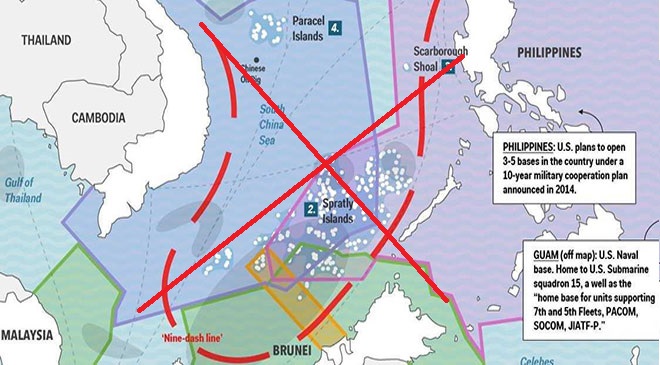 THAILAND
Paracel
Islands
4.
Scarborough
Shoal
PHILIPPINES
Chinese
Oil Rig
CAMBODIA
South
China
Sea
PHILIPPINES: U.S. plans to open
3-5 bases in the country under a
10-year military cooperation plan
announced in 2014.
Gulf of
Thailand
2.
Spratly
Islands
GUAM (off map): U.S. Naval
base. Home to U.S. Submarine
squadron 15, a well as the
"home base for units supporting
7th and 5th Fleets, PACOM,
SOCOM, JIATF-P."
MALAYSIA
'Nine-dash line'
BRUNEI
Celebes